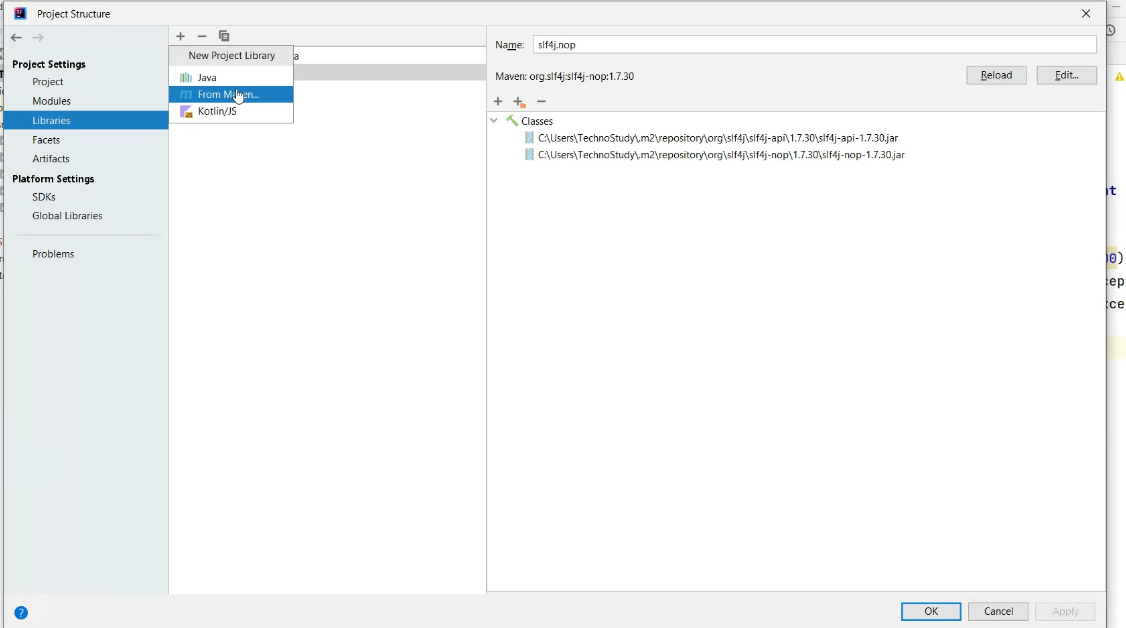 Project Structure
Project Settings
Project
Modules
Libraries
Facets
Artifacts
Platform Settings
SDKs
Global Libraries
Problems
New Project Library
Java
From Maven...
Kotlin/JS
a
Name: slf4j.nop
Maven: org.slf4j:slf4j-nop:1.7.30
Reload
Edit...
Classes
C:\Users\TechnoStudy\.m2\repository\org\slf4j\slf4j-api\1.7.30\slf4j-api-1.7.30.jar
C:\Users\TechnoStudy\.m2\repository\org\slf4j\slf4j-nop\1.7.30\slf4j-nop-1.7.30.jar
OK
Cancel
Apply